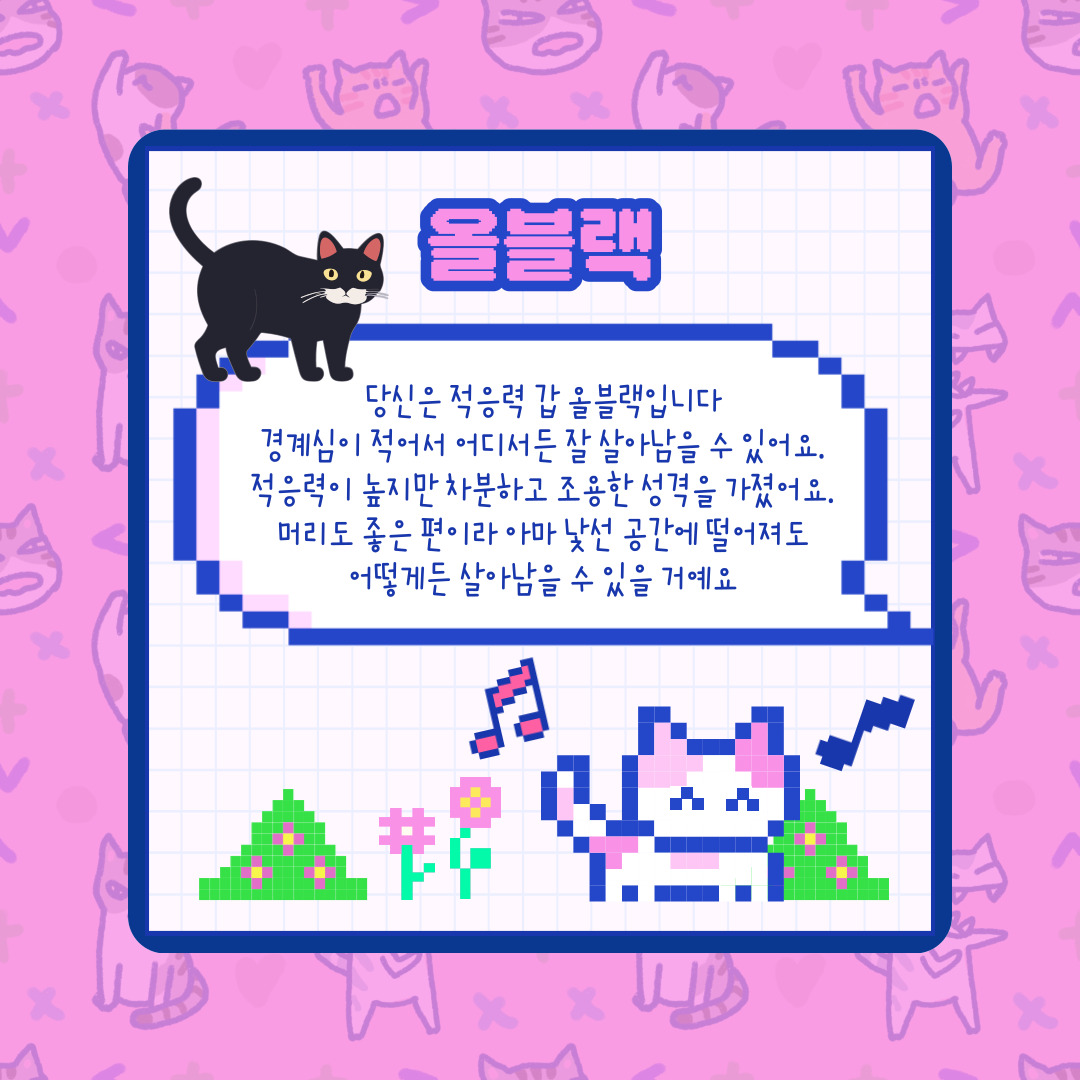 올블랙
당신은 적응력 갑 올블랙입니다
경계심이 적어서 어디서든 잘 살아남을 수 있어요.
적응력이 높지만 차분하고 조용한 성격을 가졌어요.
머리도 좋은 편이라 아마 낯선 공간에 떨어져도
어떻게든 살아남을 수 있을 거예요